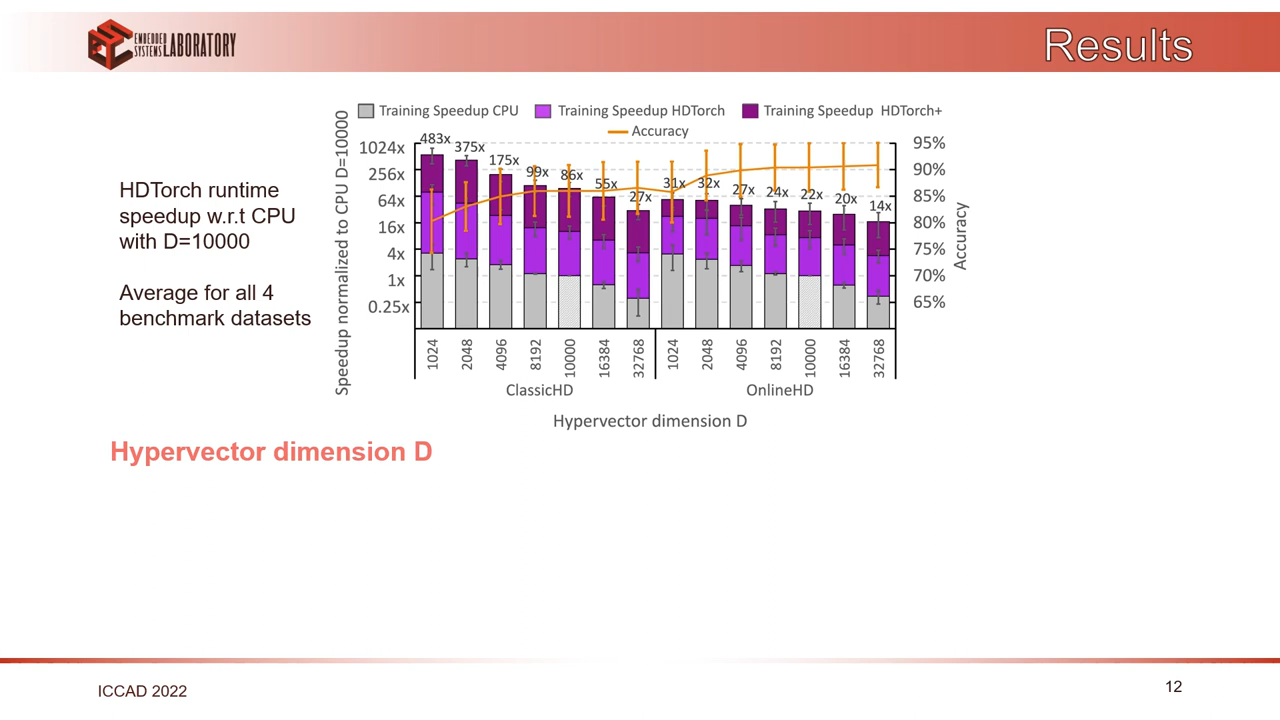 EMBEDDED
SYSTEMS LABORATORY
Results
HDTorch runtime
speedup w.r.t CPU
with D=10000
Average for all 4
benchmark datasets
Training Speedup CPU Training Speedup HDTorch Training Speedup HDTorch+
Accuracy
Speedup normalized to CPU D=10000
1024x
256x
64x
16x
4x
1x
0.25x
483x 375x 175x 99x 86x 55x 27x 31x 32x 27x 24x 22x 20x 14x
95%
90%
85%
80%
75%
70%
65%
Accuracy
1024 2048 4096 8192 10000 16384 32768 1024 2048 4096 8192 10000 16384 32768
ClassicHD OnlineHD
Hypervector dimension D
Hypervector dimension D
ICCAD 2022
12